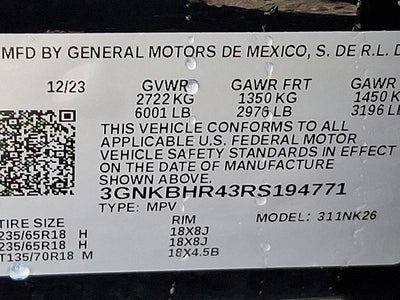 MFD BY GENERAL MOTORS DE MEXICO, S. DE R.L. D
12/23 GVWR GAWR FRT GAWR
2722 KG 1350 KG 1450 K
6001 LB 2976 LB 3196 LB
THIS VEHICLE CONFORMS TO ALL
APPLICABLE U.S. FEDERAL MOTOR
VEHICLE SAFETY STANDARDS IN EFFECT
ON THE DATE OF MANUFACTURE
SHOWN ABOVE.
3GNKBHR43RS194771
TYPE: MPV MODEL: 311NK26
TIRE SIZE RIM
235/65R18 H 18X8J
235/65R18 H 18X8J
T135/70R18 M 18X4.5B